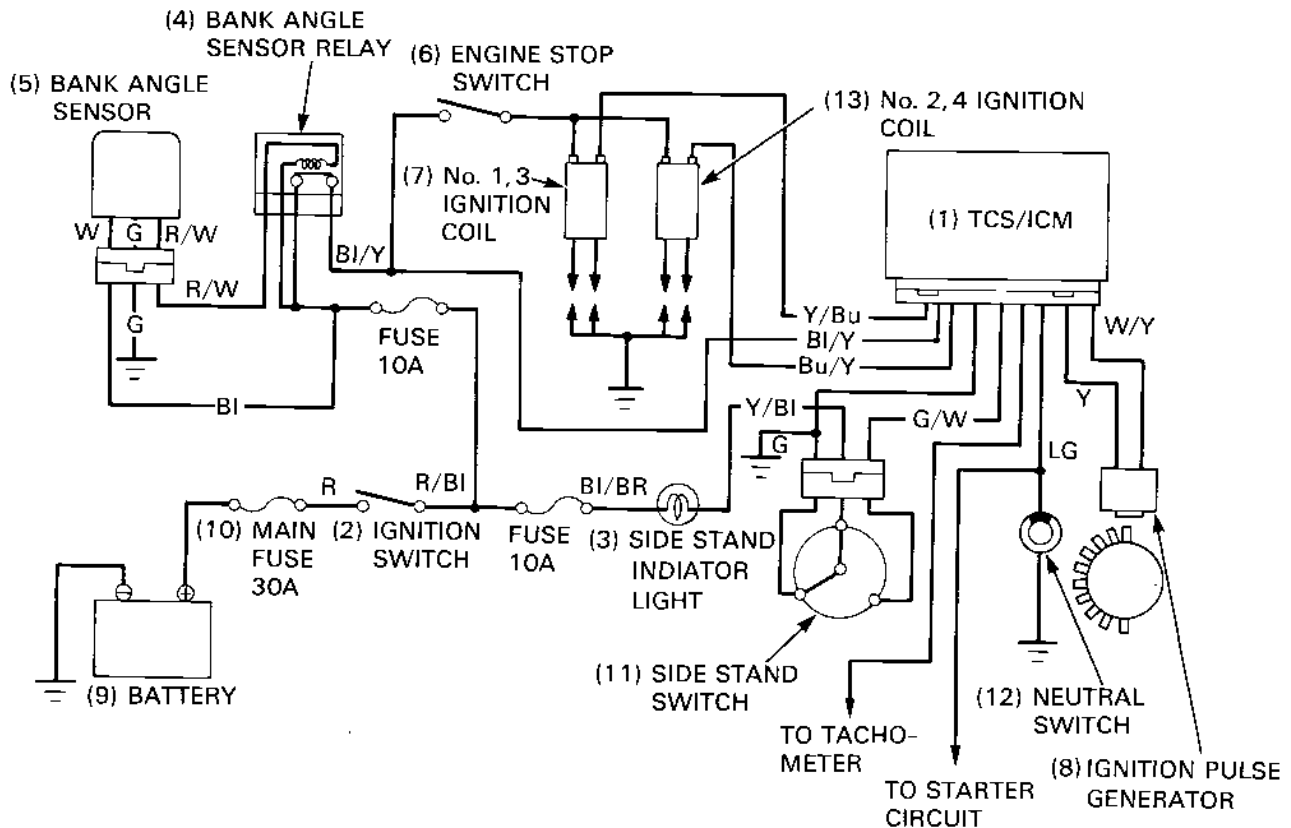 (4) BANK ANGLE
SENSOR RELAY
(6) ENGINE STOP
SWITCH
(5) BANK ANGLE
SENSOR
(13) No. 2, 4 IGNITION
COIL
(7) No. 1, 3
IGNITION
COIL
(1) TCS/ICM
W
G
R/W
Bl/Y
R/W
G
FUSE
10A
Bl
Y/Bu
Bl/Y
Bu/Y
W/Y
Y
Y/Bl
G/W
G
LG
R
R/Bl
Bl/BR
(10) MAIN
FUSE
30A
(2) IGNITION
SWITCH
FUSE
10A
(3) SIDE STAND
INDIATOR
LIGHT
(9) BATTERY
(11) SIDE STAND
SWITCH
(12) NEUTRAL
SWITCH
TO TACHO-
METER
TO STARTER
CIRCUIT
(8) IGNITION PULSE
GENERATOR